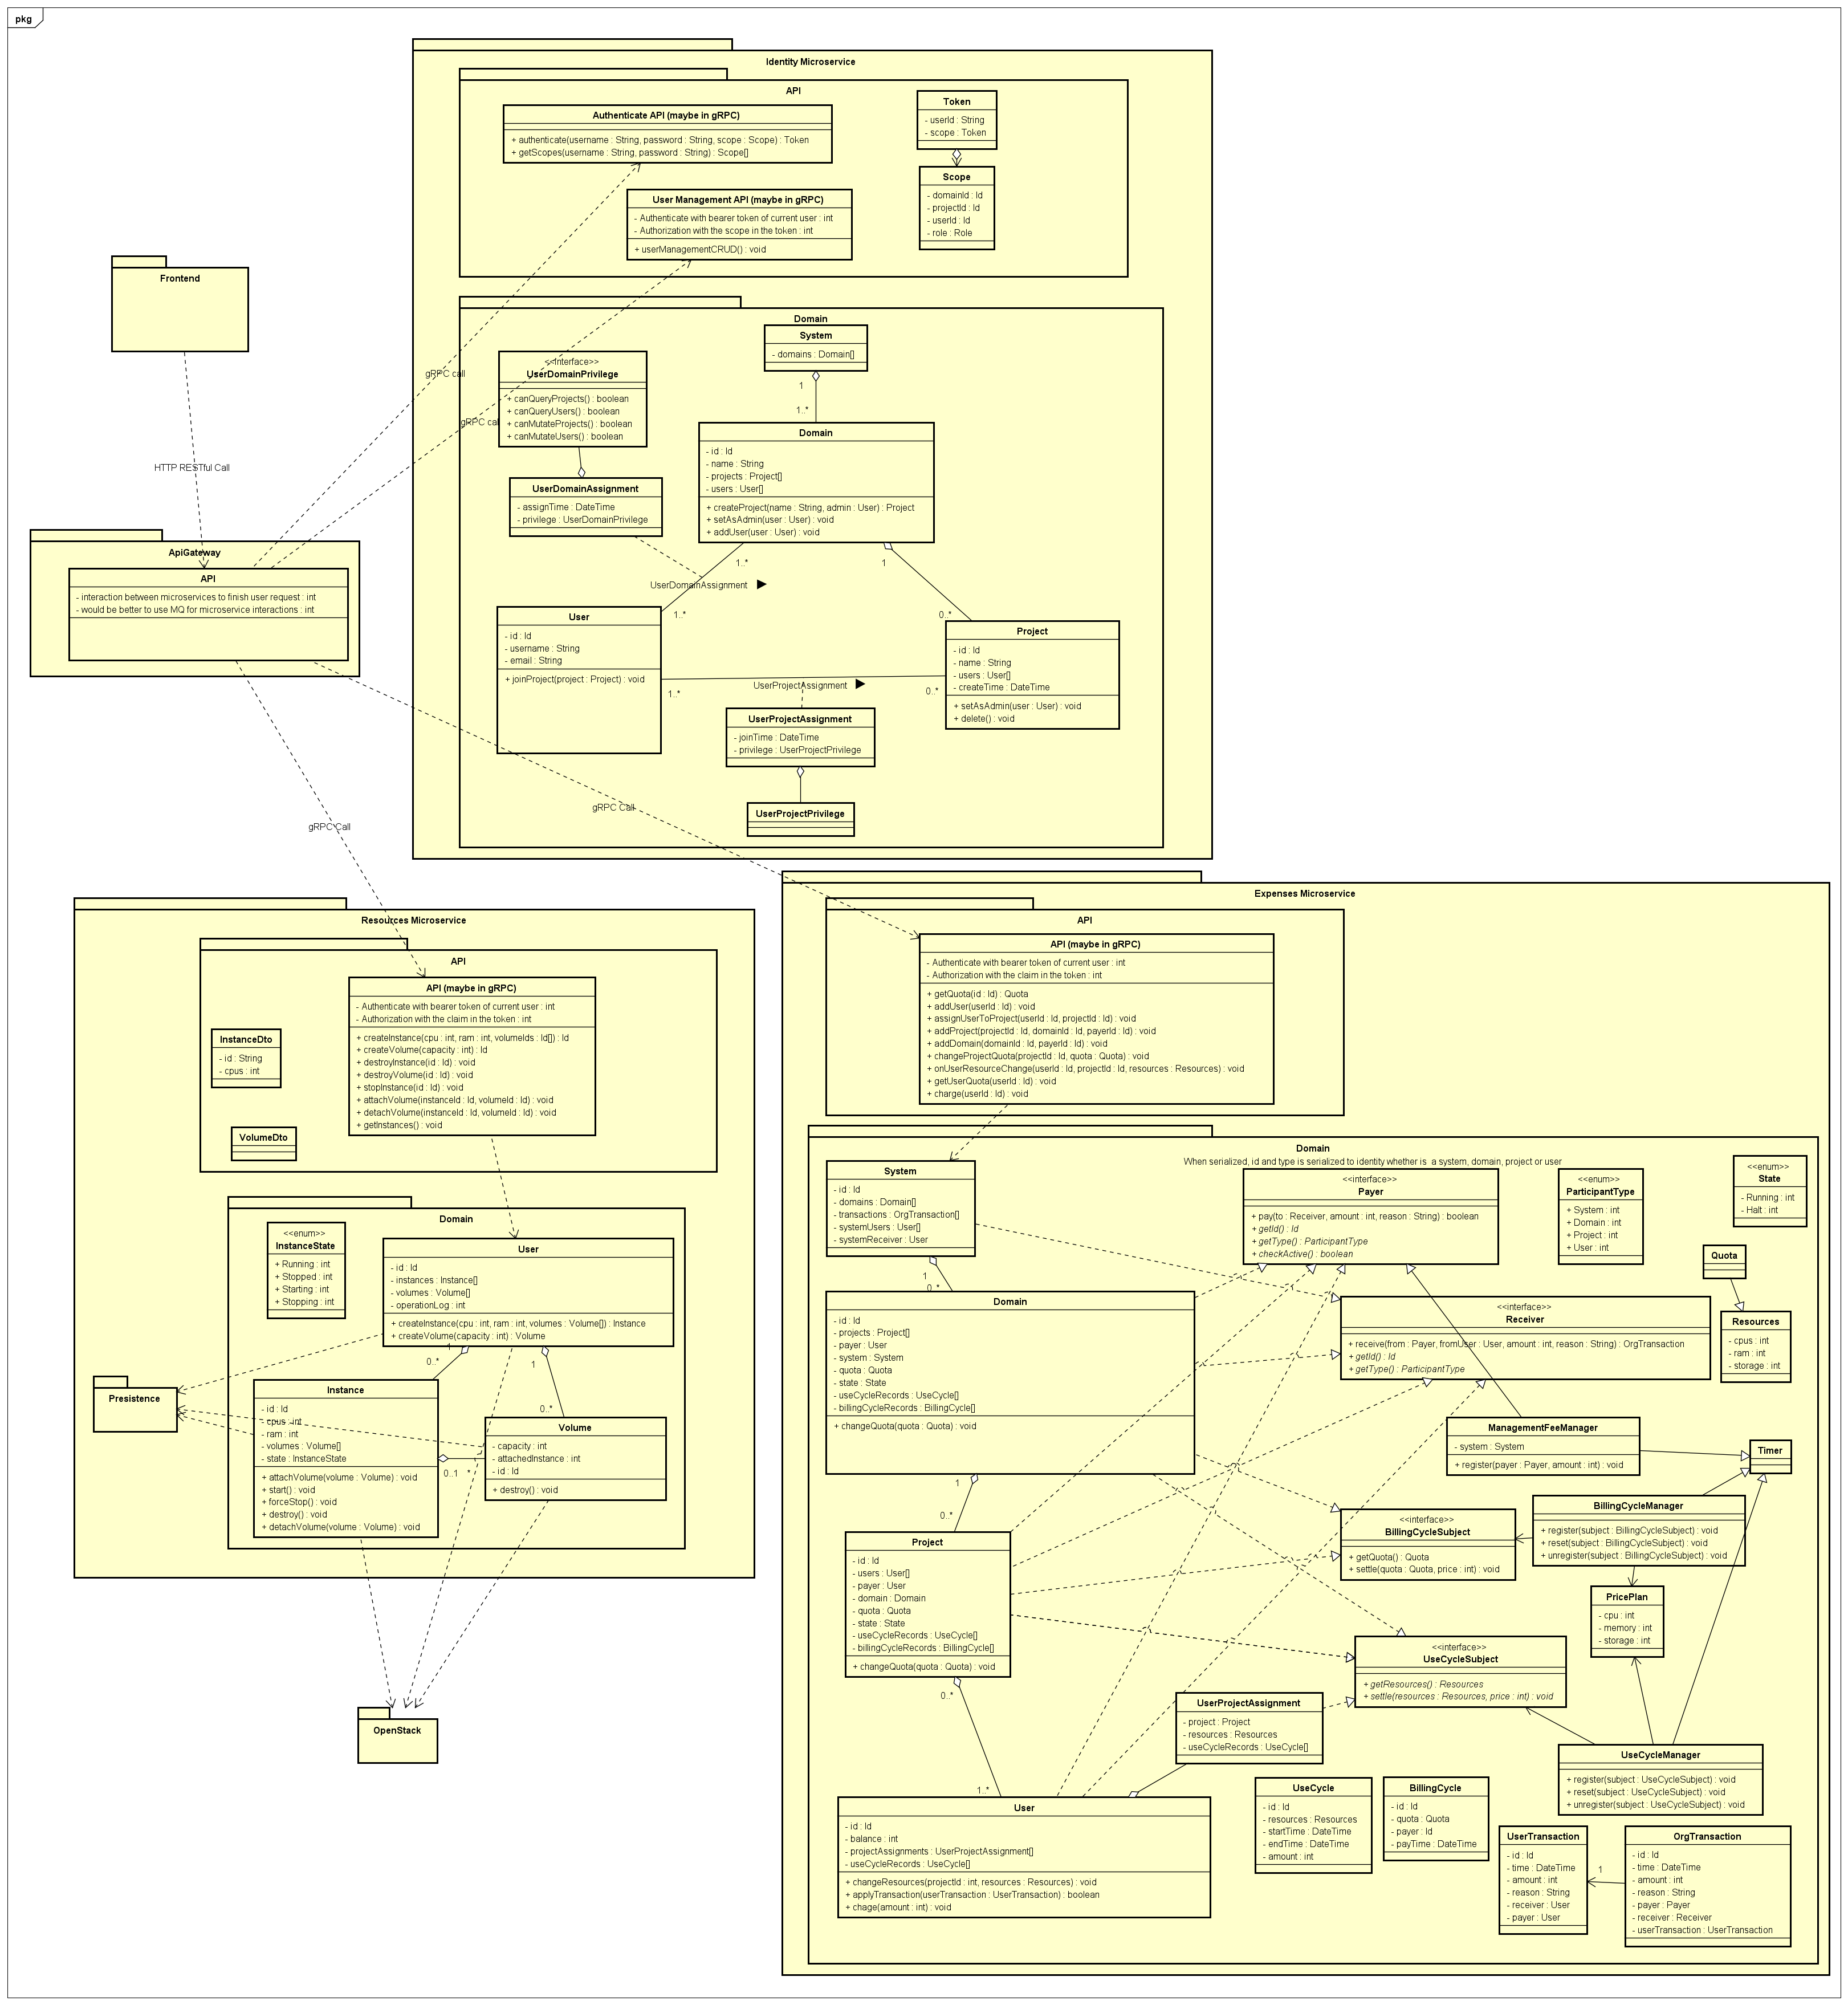 pkg
Identity Microservice
API
Authenticate API (maybe in gRPC)
+ authenticate(username : String, password : String, scope : Scope) : Token
+ getScopes(username : String, password : String) : Scope[]
Token
- userId : String
- scope : Token
Scope
- domainId : Id
- projectId : Id
- userId : Id
- role : Role
User Management API (maybe in gRPC)
- Authenticate with bearer token of current user : int
- Authorization with the scope in the token : int
+ userManagementCRUD() : void
Frontend
HTTP RESTful Call
gRPC call
gRPC call
Domain
System
- domains : Domain[]
1
1..*
<<interface>>
UserDomainPrivilege
+ canQueryProjects() : boolean
+ canQueryUsers() : boolean
+ canMutateProjects() : boolean
+ canMutateUsers() : boolean
UserDomainAssignment
- assignTime : DateTime
- privilege : UserDomainPrivilege
Domain
- id : Id
- name : String
- projects : Project[]
- users : User[]
+ createProject(name : String, admin : User) : Project
+ setAsAdmin(user : User) : void
+ addUser(user : User) : void
1..*
UserDomainAssignment
1..*
1
0..*
User
- id : Id
- username : String
- email : String
+ joinProject(project : Project) : void
1..*
UserProjectAssignment
0..*
Project
- id : Id
- name : String
- users : User[]
- createTime : DateTime
+ setAsAdmin(user : User) : void
+ delete() : void
UserProjectAssignment
- joinTime : DateTime
- privilege : UserProjectPrivilege
UserProjectPrivilege
ApiGateway
API
- interaction between microservices to finish user request : int
- would be better to use MQ for microservice interactions : int
gRPC Call
gRPC Call
Resources Microservice
API
API (maybe in gRPC)
- Authenticate with bearer token of current user : int
- Authorization with the claim in the token : int
+ createInstance(cpu : int, ram : int, volumeIds : Id[]) : Id
+ createVolume(capacity : int) : Id
+ destroyInstance(id : Id) : void
+ destroyVolume(id : Id) : void
+ stopInstance(id : Id) : void
+ attachVolume(instanceId : Id, volumeId : Id) : void
+ detachVolume(instanceId : Id, volumeId : Id) : void
+ getInstances() : void
InstanceDto
- id : String
- cpus : int
VolumeDto
Domain
<<enum>>
InstanceState
+ Running : int
+ Stopped : int
+ Starting : int
+ Stopping : int
User
- id : Id
- instances : Instance[]
- volumes : Volume[]
- operationLog : int
+ createInstance(cpu : int, ram : int, volumes : Volume[]) : Instance
+ createVolume(capacity : int) : Volume
1
0..*
1
0..*
Presistence
Instance
- id : Id
- cpus : int
- ram : int
- volumes : Volume[]
- state : InstanceState
+ attachVolume(volume : Volume) : void
+ start() : void
+ forceStop() : void
+ destroy() : void
+ detachVolume(volume : Volume) : void
0..1
*
Volume
- capacity : int
- attachedInstance : int
- id : Id
+ destroy() : void
OpenStack
Expenses Microservice
API
API (maybe in gRPC)
- Authenticate with bearer token of current user : int
- Authorization with the claim in the token : int
+ getQuota(id : Id) : Quota
+ addUser(userId : Id) : void
+ assignUserToProject(userId : Id, projectId : Id) : void
+ addProject(projectId : Id, domainId : Id, payerId : Id) : void
+ addDomain(domainId : Id, payerId : Id) : void
+ changeProjectQuota(projectId : Id, quota : Quota) : void
+ onUserResourceChange(userId : Id, projectId : Id, resources : Resources) : void
+ getUserQuota(userId : Id) : void
+ charge(userId : Id) : void
Domain
When serialized, id and type is serialized to identity whether is a system, domain, project or user
System
- id : Id
- domains : Domain[]
- transactions : OrgTransaction[]
- systemUsers : User[]
- systemReceiver : User
1
0..*
<<interface>>
Payer
+ pay(to : Receiver, amount : int, reason : String) : boolean
+ getId() : Id
+ getType() : ParticipantType
+ checkActive() : boolean
<<enum>>
ParticipantType
+ System : int
+ Domain : int
+ Project : int
+ User : int
<<enum>>
State
- Running : int
- Halt : int
Quota
Resources
- cpus : int
- ram : int
- storage : int
Domain
- id : Id
- projects : Project[]
- payer : User
- system : System
- quota : Quota
- state : State
- useCycleRecords : UseCycle[]
- billingCycleRecords : BillingCycle[]
+ changeQuota(quota : Quota) : void
1
0..*
<<interface>>
Receiver
+ receive(from : Payer, fromUser : User, amount : int, reason : String) : OrgTransaction
+ getId() : Id
+ getType() : ParticipantType
ManagementFeeManager
- system : System
+ register(payer : Payer, amount : int) : void
Timer
<<interface>>
BillingCycleSubject
+ getQuota() : Quota
+ settle(quota : Quota, price : int) : void
BillingCycleManager
+ register(subject : BillingCycleSubject) : void
+ reset(subject : BillingCycleSubject) : void
+ unregister(subject : BillingCycleSubject) : void
PricePlan
- cpu : int
- memory : int
- storage : int
Project
- id : Id
- users : User[]
- payer : User
- domain : Domain
- quota : Quota
- state : State
- useCycleRecords : UseCycle[]
- billingCycleRecords : BillingCycle[]
+ changeQuota(quota : Quota) : void
0..*
1..*
<<interface>>
UseCycleSubject
+ getResources() : Resources
+ settle(resources : Resources, price : int) : void
UserProjectAssignment
- project : Project
- resources : Resources
- useCycleRecords : UseCycle[]
UseCycleManager
+ register(subject : UseCycleSubject) : void
+ reset(subject : UseCycleSubject) : void
+ unregister(subject : UseCycleSubject) : void
User
- id : Id
- balance : int
- projectAssignments : UserProjectAssignment[]
- useCycleRecords : UseCycle[]
+ changeResources(projectId : int, resources : Resources) : void
+ applyTransaction(userTransaction : UserTransaction) : boolean
+ chage(amount : int) : void
UseCycle
- id : Id
- resources : Resources
- startTime : DateTime
- endTime : DateTime
- amount : int
BillingCycle
- id : Id
- quota : Quota
- payer : Id
- payTime : DateTime
UserTransaction
- id : Id
- time : DateTime
- amount : int
- reason : String
- receiver : User
- payer : User
1
OrgTransaction
- id : Id
- time : DateTime
- amount : int
- reason : String
- payer : Payer
- receiver : Receiver
- userTransaction : UserTransaction